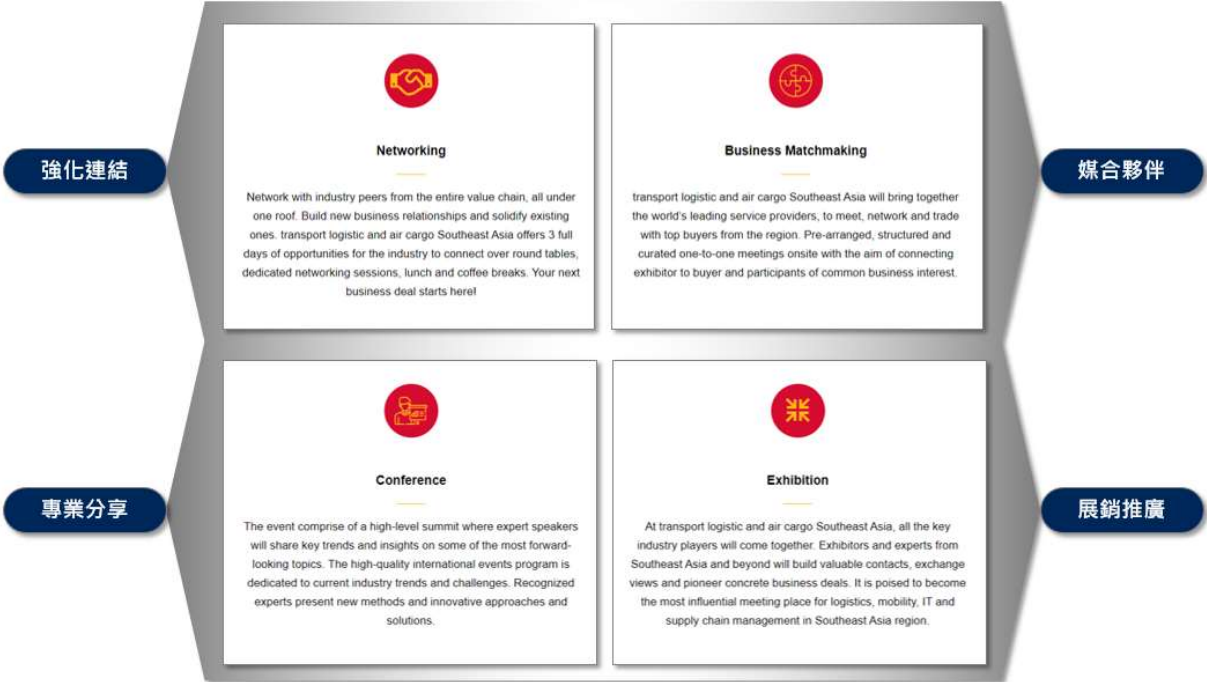 強化連結
Networking
Network with industry peers from the entire value chain, all under
one roof. Build new business relationships and solidify existing
ones. transport logistic and air cargo Southeast Asia offers 3 full
days of opportunities for the industry to connect over round tables,
dedicated networking sessions, lunch and coffee breaks. Your next
business deal starts here!
Business Matchmaking
transport logistic and air cargo Southeast Asia will bring together
the world's leading service providers, to meet, network and trade
with top buyers from the region. Pre-arranged, structured and
curated one-to-one meetings onsite with the aim of connecting
exhibitor to buyer and participants of common business interest.
媒合夥伴
專業分享
Conference
The event comprise of a high-level summit where expert speakers
will share key trends and insights on some of the most forward-
looking topics. The high-quality international events program is
dedicated to current industry trends and challenges. Recognized
experts present new methods and innovative approaches and
solutions.
Exhibition
At transport logistic and air cargo Southeast Asia, all the key
industry players will come together. Exhibitors and experts from
Southeast Asia and beyond will build valuable contacts, exchange
views and pioneer concrete business deals. It is poised to become
the most influential meeting place for logistics, mobility, IT and
supply chain management in Southeast Asia region.
展銷推廣